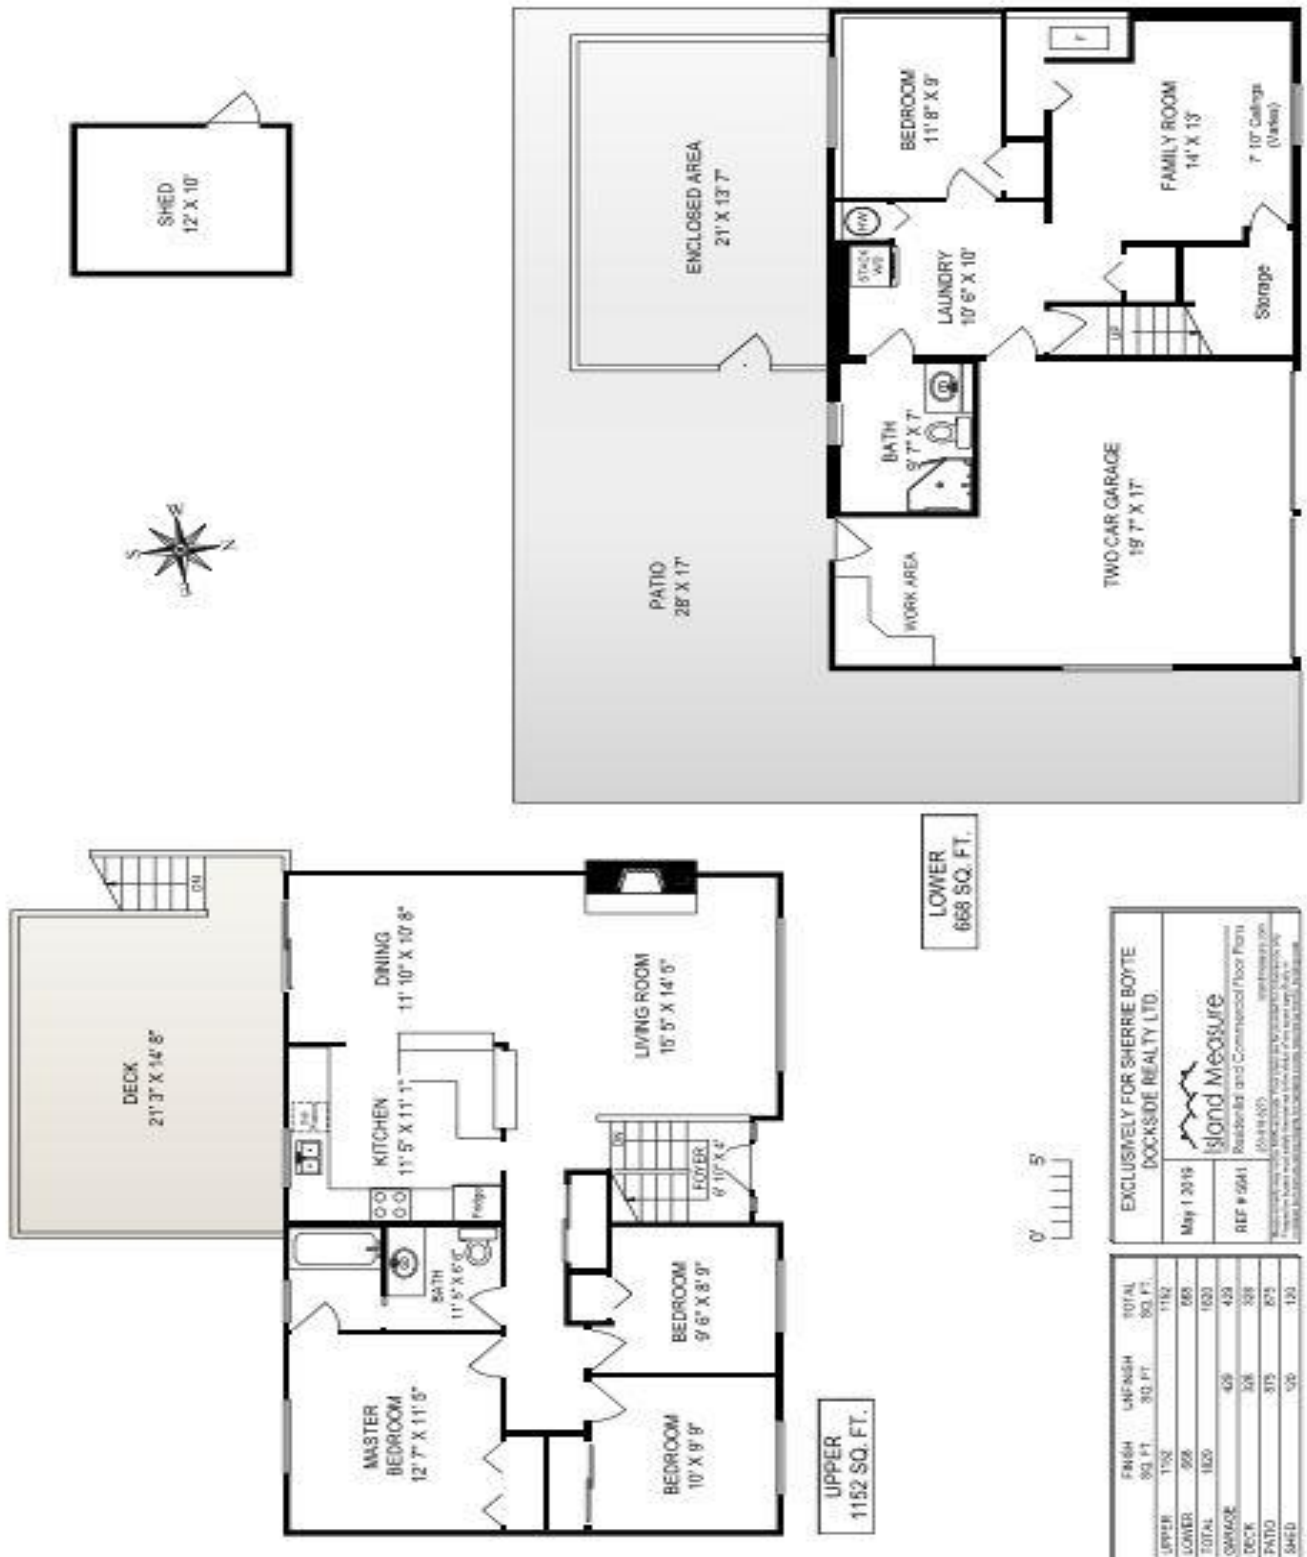 DECK
21' 3" X 14' 8"
DN
DINING
11' 10" X 10' 8"
KITCHEN
11' 5" X 11' 1"
Fridge
LIVING ROOM
15' 5" X 14' 5"
DN
FOYER
6' 10" X 4'
BATH
MASTER
BEDROOM
12' 7" X 11' 5"
BEDROOM
9' 6" X 8' 9"
BEDROOM
10' X 9' 9"
UPPER
1152 SQ. FT.
SHED
12' X 10'
S
W
N
E
ENCLOSED AREA
21' X 13' 7"
PATIO
28' X 17'
BEDROOM
11' 8" X 9'
F
FAMILY ROOM
14' X 13'
7' 10" Ceilings
(Varies)
HW
STACK
W/D
LAUNDRY
10' 6" X 10'
UP
Storage
BATH
9' 7" X 7'
WORK AREA
TWO CAR GARAGE
19' 7" X 17'
LOWER
668 SQ. FT.
0' 5'
FINISH UNFINISH TOTAL
SQ. FT. SQ. FT. SQ. FT.
UPPER 1152 1152
LOWER 668 668
TOTAL 1820 1820
GARAGE 429 429
DECK 328 328
PATIO 875 875
SHED 120 120
EXCLUSIVELY FOR SHERRIE BOYTE
DOCKSIDE REALTY LTD.
May 1 2019
REF #
Island Measure
Residential and Commercial Floor Plans